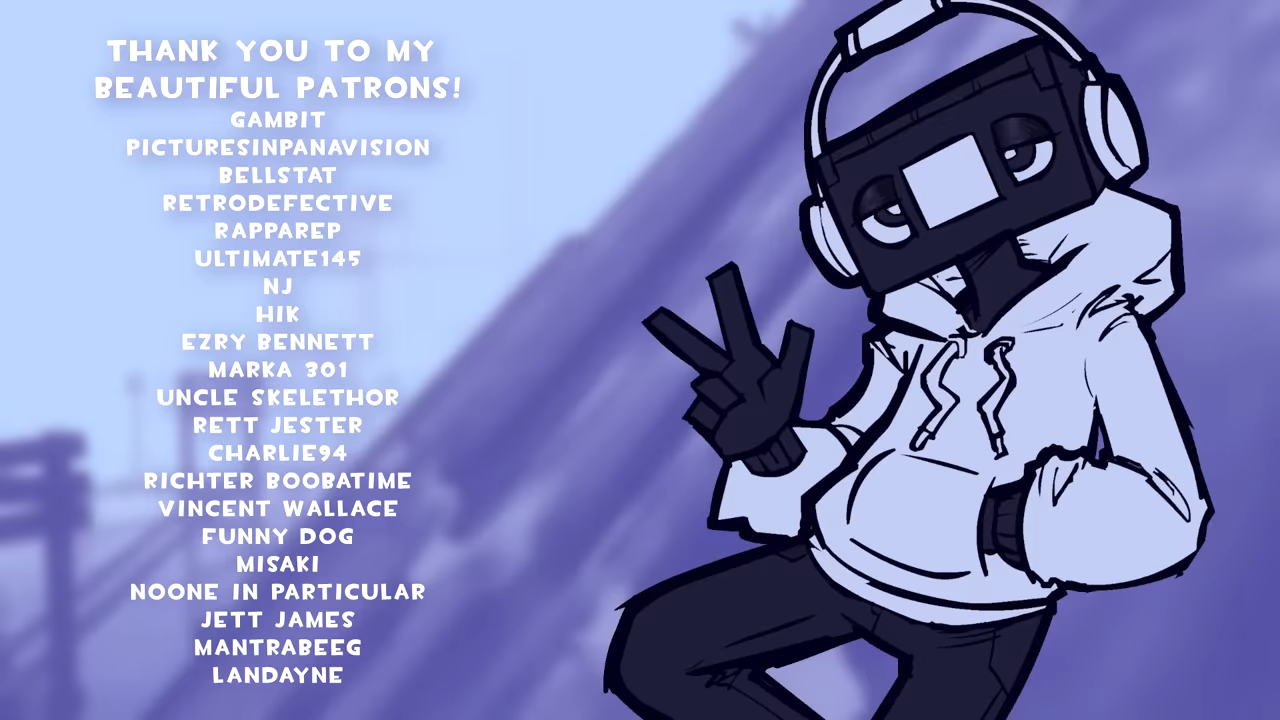 THANK YOU TO MY
BEAUTIFUL PATRONS!
GAMBIT
PICTURESINPANAVISION
BELLSTAT
RETRODEFECTIVE
RAPPAREP
ULTIMATE145
NJ
HIK
EZRY BENNETT
MARKA 301
UNCLE SKELETHOR
RETT JESTER
CHARLIE94
RICHTER BOOBATIME
VINCENT WALLACE
FUNNY DOG
MISAKI
NOONE IN PARTICULAR
JETT JAMES
MANTRABEEG
LANDAYNE